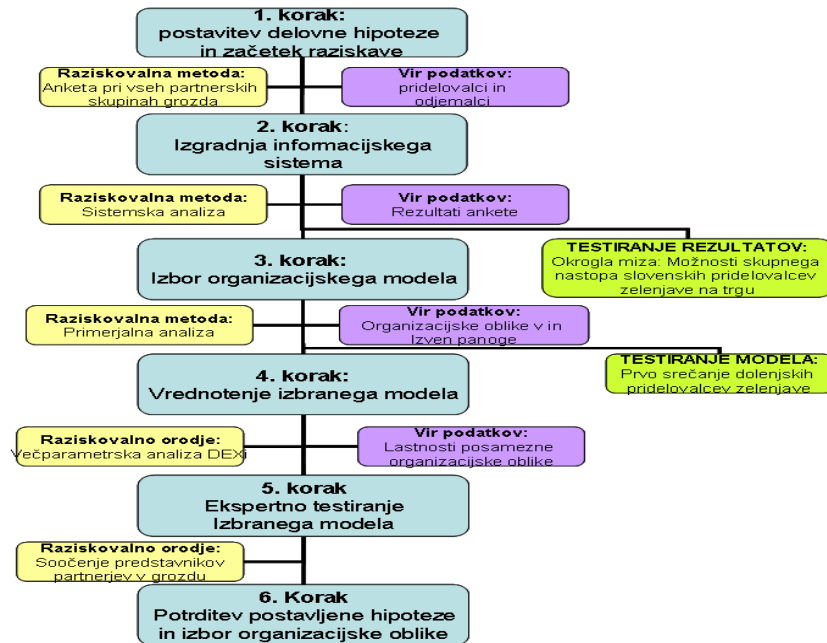 1. korak:
postavitev delovne hipoteze
in začetek raziskave
Raziskovalna metoda:
Anketa pri vseh partnerskih
skupinah grozda
Vir podatkov:
pridelovalci in
odjemalci
2. korak:
Izgradnja informacijskega
sistema
Raziskovalna metoda:
Sistemska analiza
Vir podatkov:
Rezultati ankete
3. korak:
Izbor organizacijskega modela
TESTIRANJE REZULTATOV:
Okrogla miza: Možnosti skupnega
nastopa slovenskih pridelovalcev
zelenjave na trgu
Raziskovalna metoda:
Primerjalna analiza
Vir podatkov:
Organizacijske oblike v in
Izven panoge
4. korak:
Vrednotenje izbranega modela
TESTIRANJE MODELA:
Prvo srečanje dolenjskih
pridelovalcev zelenjave
Raziskovalno orodje:
Večparametrska analiza DEXi
Vir podatkov:
Lastnosti posamezne
organizacijske oblike
5. korak
Ekspertno testiranje
Izbranega modela
Raziskovalno orodje:
Soočenje predstavnikov
partnerjev v grozdu
6. Korak
Potrditev postavljene hipoteze
in izbor organizacijske oblike